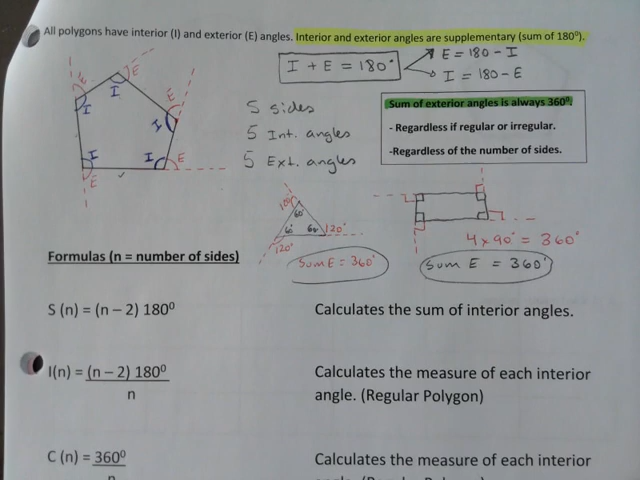 All polygons have interior (I) and exterior (E) angles. Interior and exterior angles are supplementary (sum of 180⁰).
I + E = 180°
E = 180 - I
I = 180 - E
E
E
I
I
E
I
I
I
E
E
5 sides
5 Int. angles
5 Ext. angles
Sum of exterior angles is always 360⁰.
- Regardless if regular or irregular.
-Regardless of the number of sides.
120°
60°
60°
60°
120°
120°
Sum E = 360°
4 x 90° = 360°
Sum E = 360°
Formulas (n = number of sides)
S (n) = (n – 2) 180⁰
Calculates the sum of interior angles.
I(n) = (n – 2) 180⁰
n
Calculates the measure of each interior
angle. (Regular Polygon)
C (n) = 360⁰
n
Calculates the measure of each interior